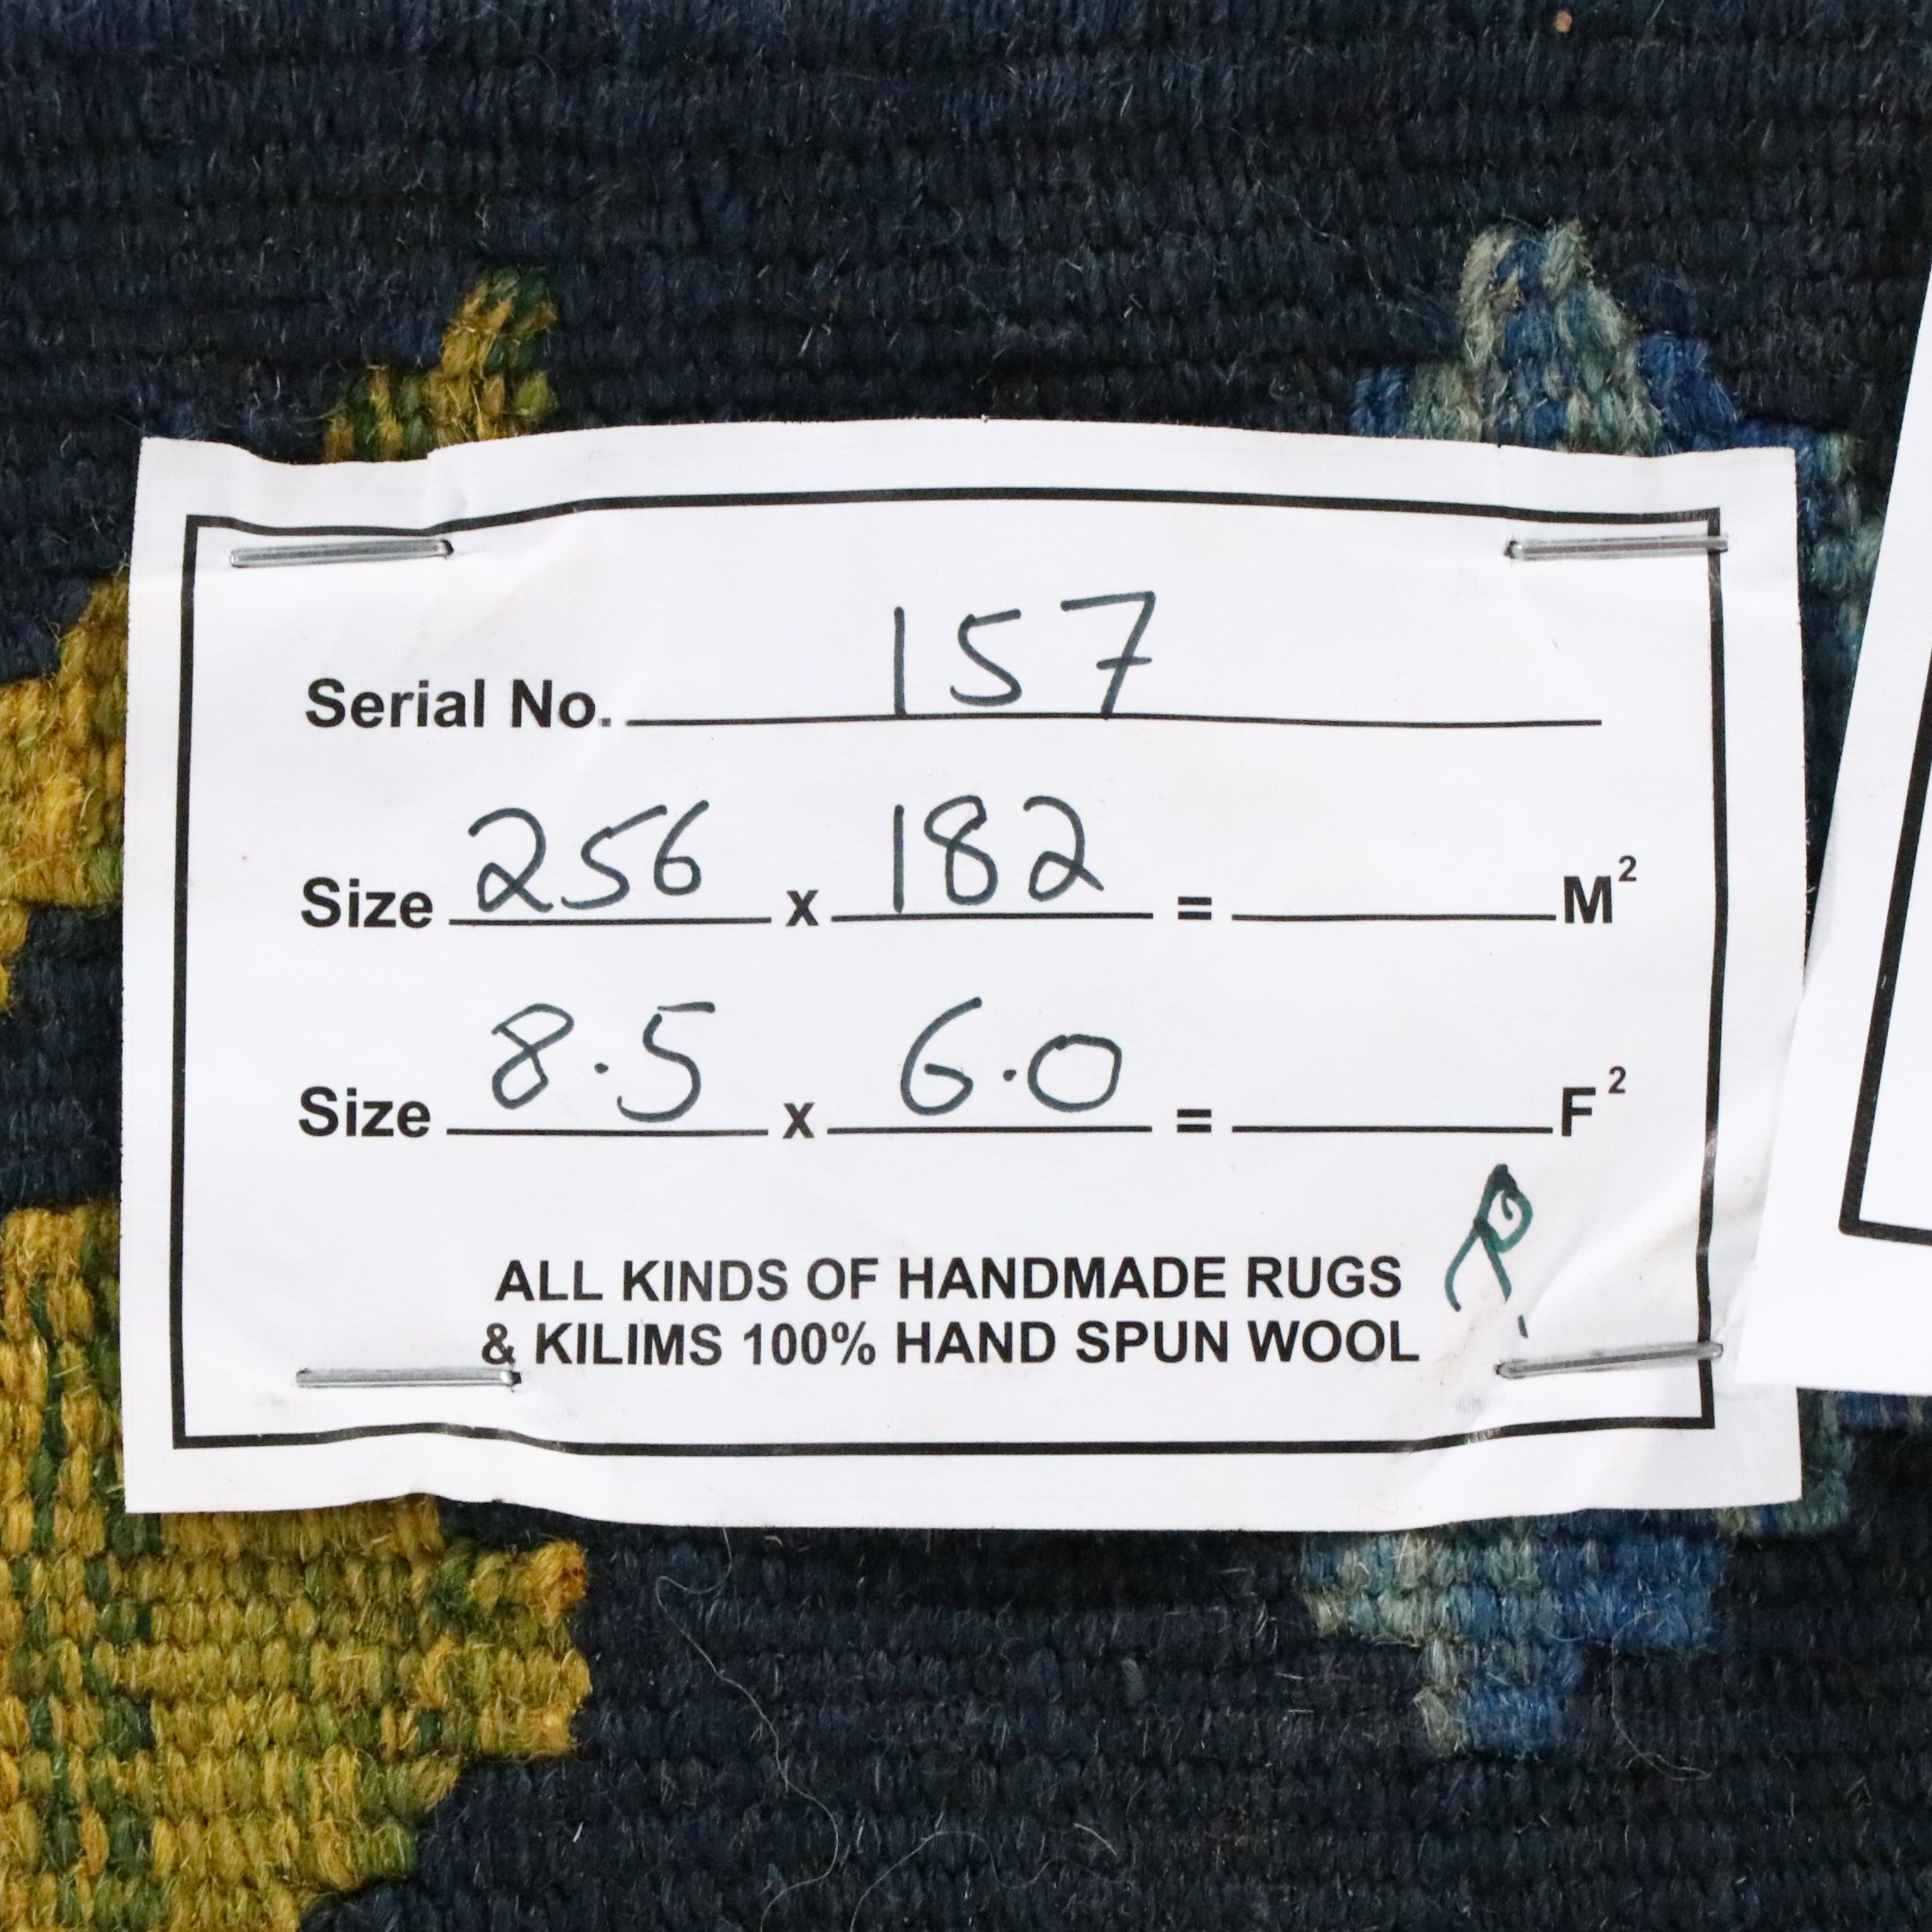 Serial No. 157
Size 256 x 182 = M²
Size 8.5 x 6.0 = F²
ALL KINDS OF HANDMADE RUGS
& KILIMS 100% HAND SPUN WOOL